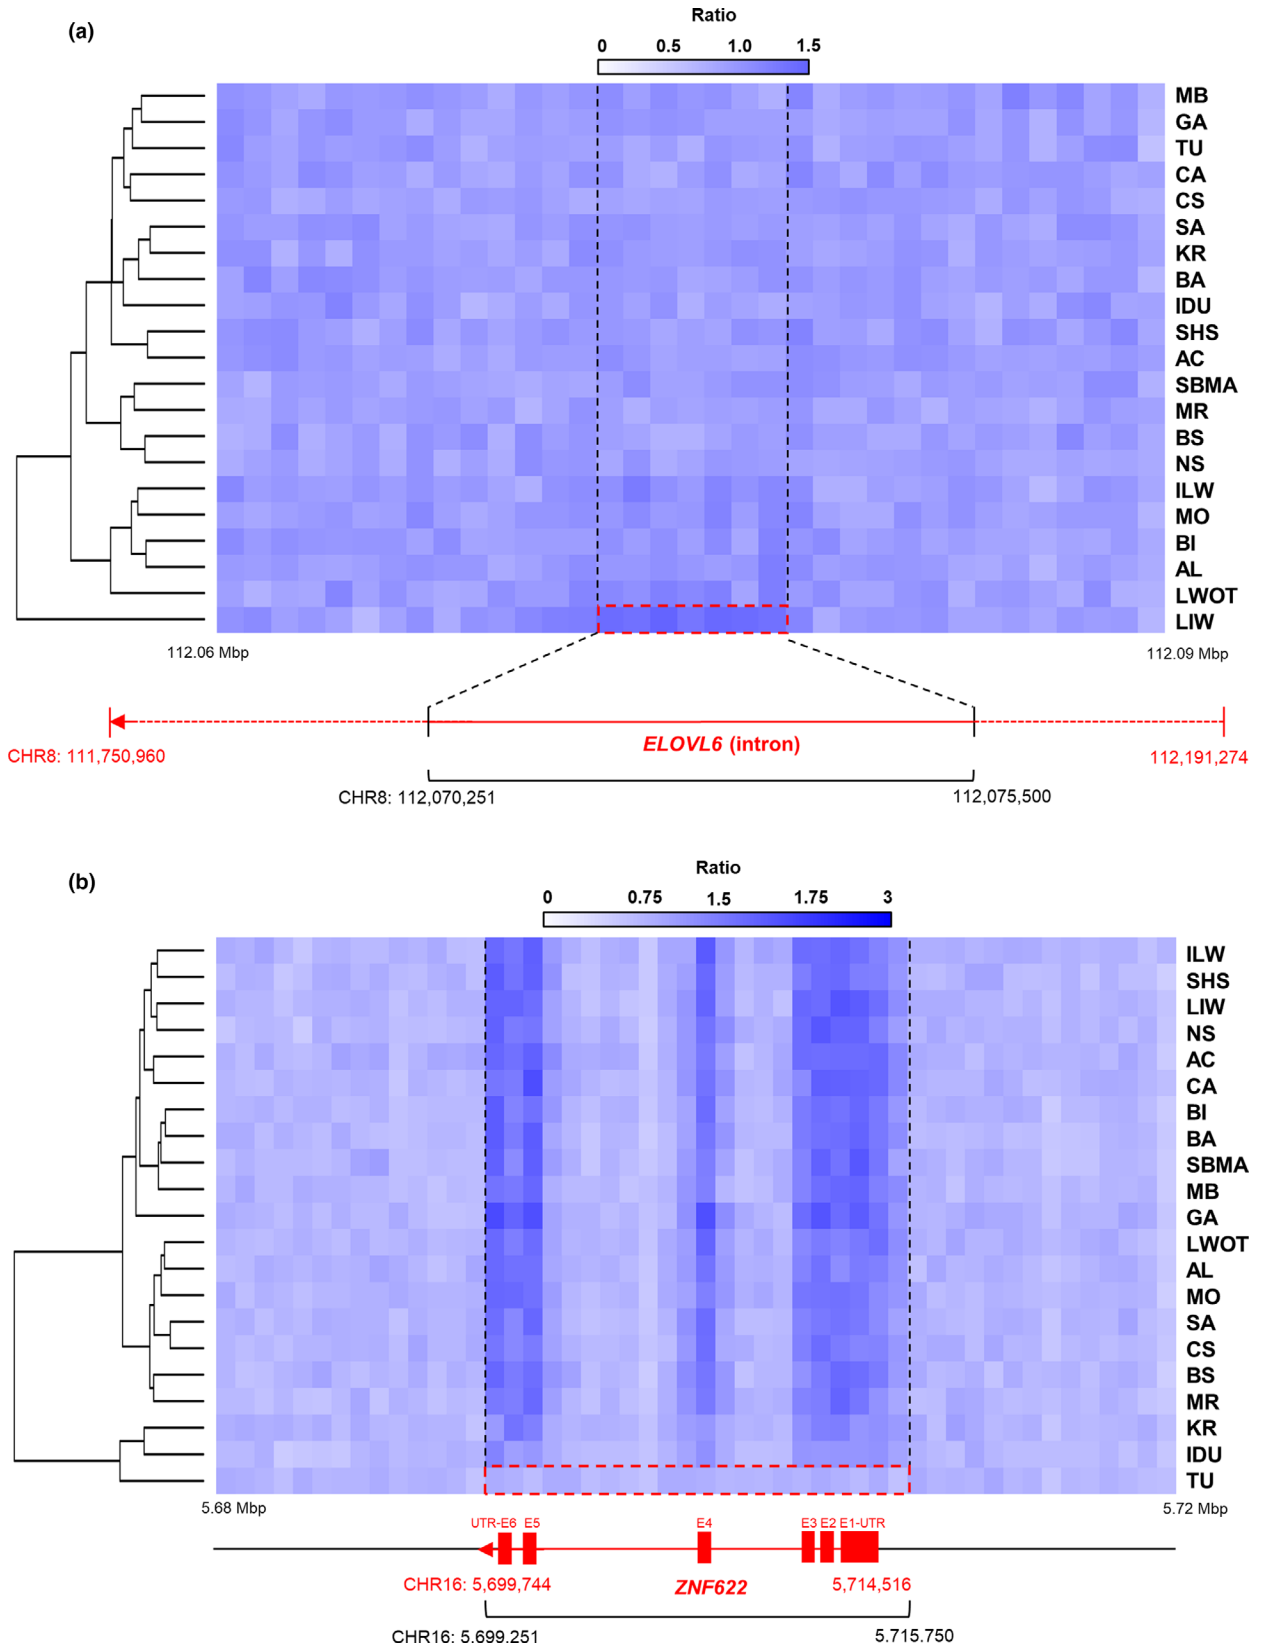 (a)
Ratio
0 0.5 1.0 1.5
MB
GA
TU
CA
CS
SA
KR
BA
IDU
SHS
AC
SBMA
MR
BS
NS
ILW
MO
BI
AL
LWOT
LIW
112.06 Mbp 112.09 Mbp
ELOVL6 (intron)
CHR8: 111,750,960 112,191,274
CHR8: 112,070,251 112,075,500
(b)
Ratio
0 0.75 1.5 1.75 3
ILW
SHS
LIW
NS
AC
CA
BI
BA
SBMA
MB
GA
LWOT
AL
MO
SA
CS
BS
MR
KR
IDU
TU
5.68 Mbp 5.72 Mbp
UTR-E6 E5 E4 E3 E2 E1-UTR
CHR16: 5,699,744 ZNF622 5,714,516
CHR16: 5,699,251 5,715,750